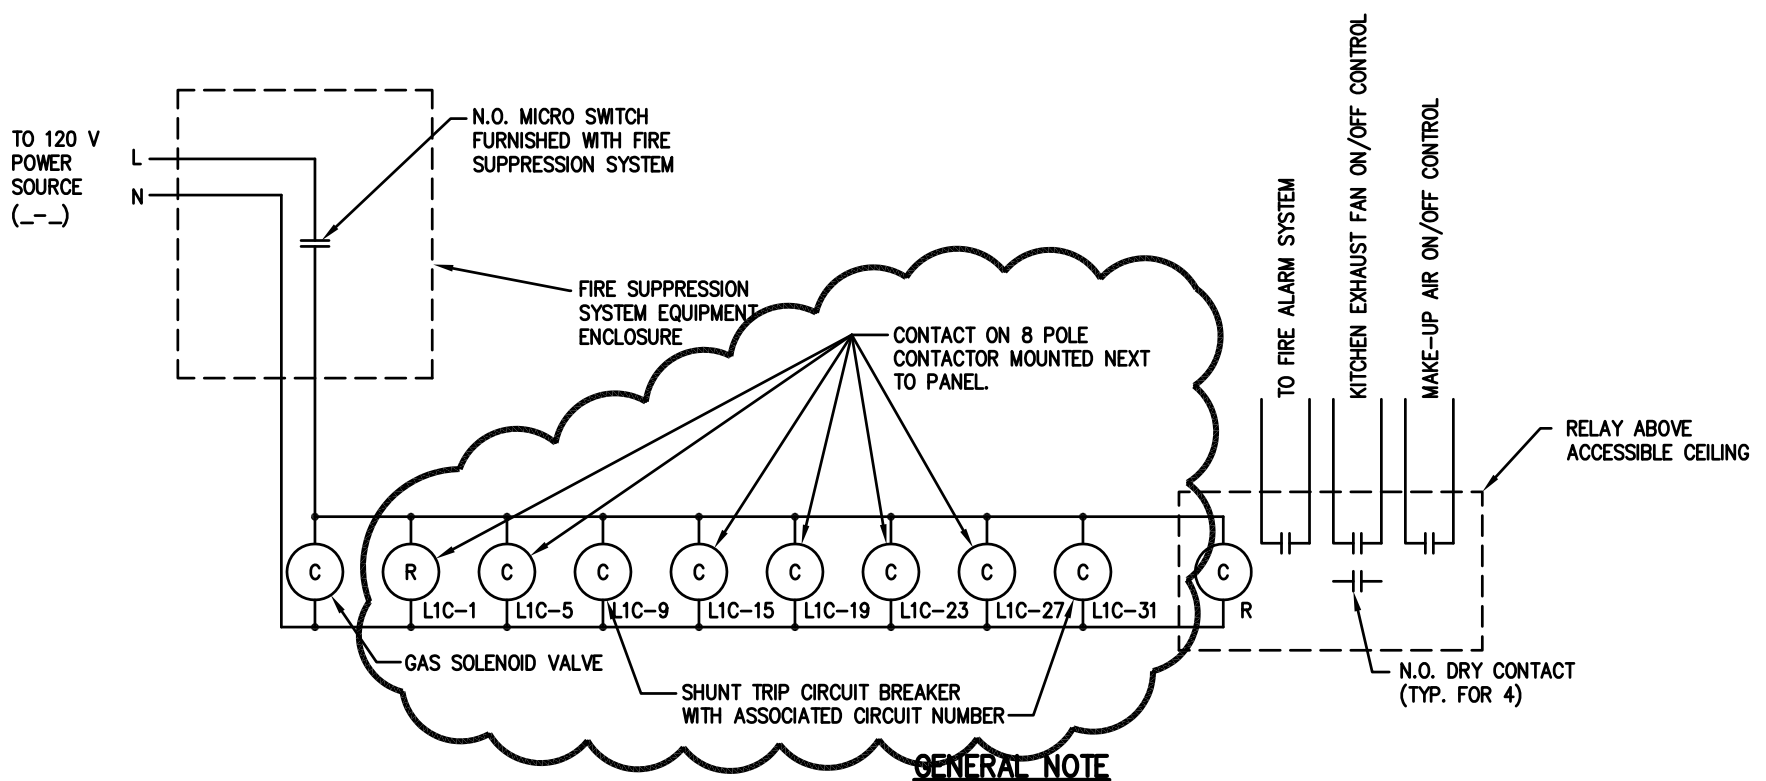 TO 120 V
POWER
SOURCE
(_-_)
L
N
N.O. MICRO SWITCH
FURNISHED WITH FIRE
SUPPRESSION SYSTEM
FIRE SUPPRESSION
SYSTEM EQUIPMENT
ENCLOSURE
CONTACT ON 8 POLE
CONTACTOR MOUNTED NEXT
TO PANEL.
TO FIRE ALARM SYSTEM
KITCHEN EXHAUST FAN ON/OFF CONTROL
MAKE-UP AIR ON/OFF CONTROL
RELAY ABOVE
ACCESSIBLE CEILING
C
R
C
C
C
C
C
C
C
C
L1C-1
L1C-5
L1C-9
L1C-15
L1C-19
L1C-23
L1C-27
L1C-31
R
GAS SOLENOID VALVE
SHUNT TRIP CIRCUIT BREAKER
WITH ASSOCIATED CIRCUIT NUMBER
N.O. DRY CONTACT
(TYP. FOR 4)
GENERAL NOTE